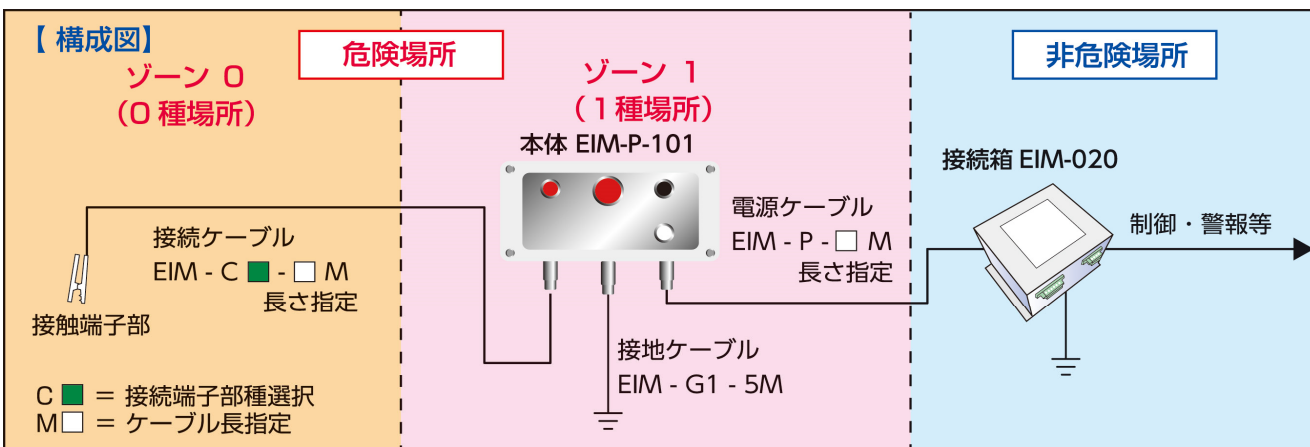 【 構成図】
危険場所
非危険場所
ゾーン 0
（0 種場所）
ゾーン 1
（1 種場所）
本体 EIM-P-101
接続箱 EIM-020
電源ケーブル
EIM - P - □ M
長さ指定
制御・警報等
接続ケーブル
EIM - C ■ - □ M
長さ指定
接触端子部
接地ケーブル
EIM - G1 - 5M
C ■ ＝ 接続端子部種選択
M□ ＝ ケーブル長指定